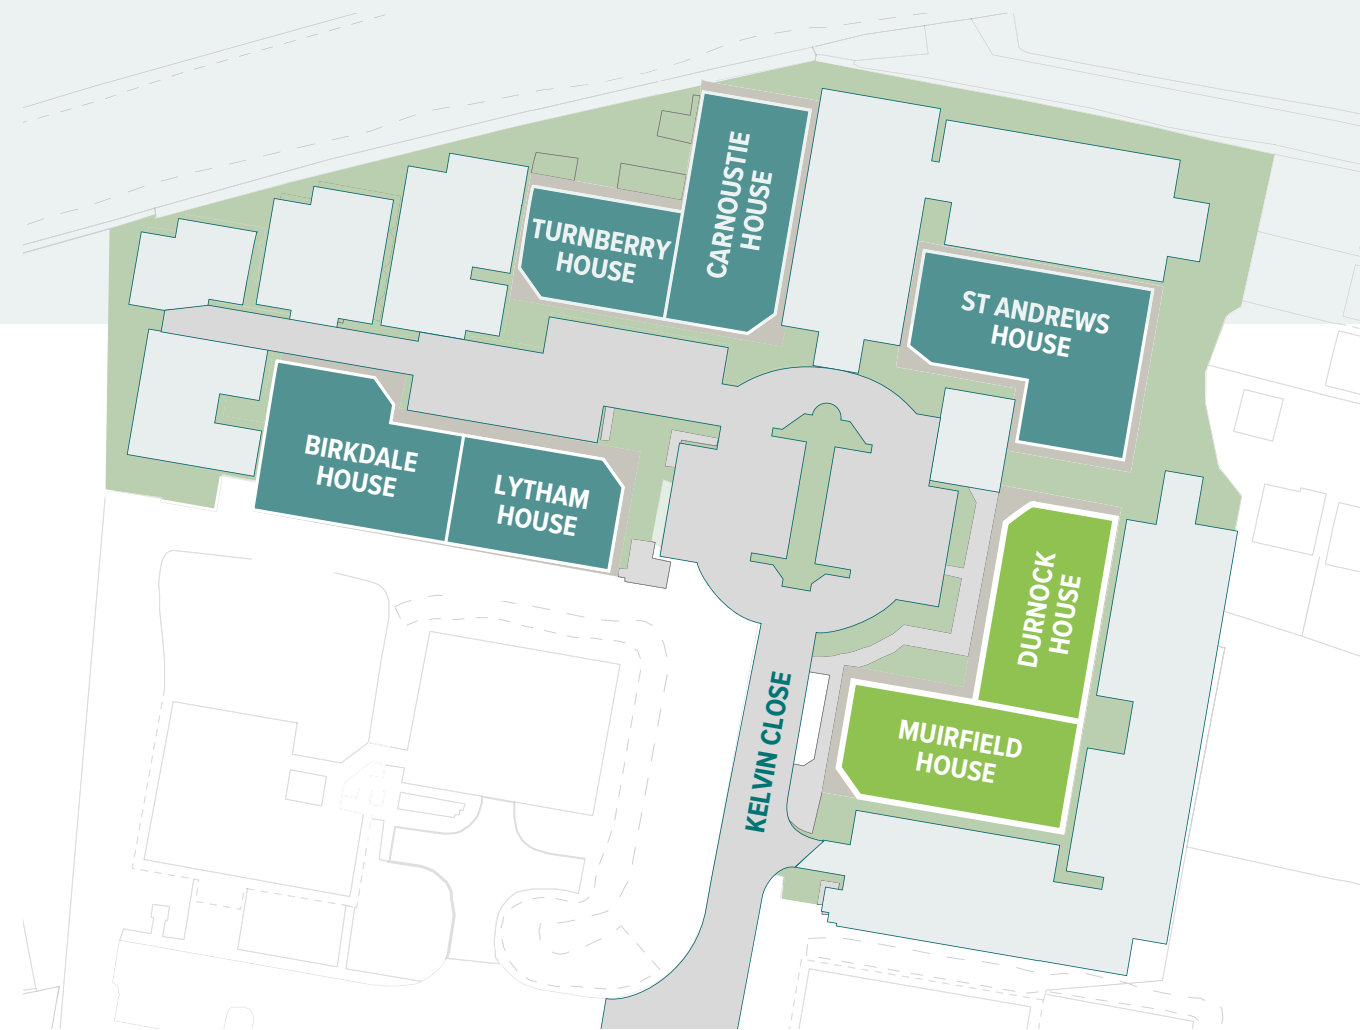 CARNOUSTIE
HOUSE
TURNBERRY
HOUSE
ST ANDREWS
HOUSE
BIRKDALE
HOUSE
LYTHAM
HOUSE
DURNOCK
HOUSE
KELVIN CLOSE
MUIRFIELD
HOUSE